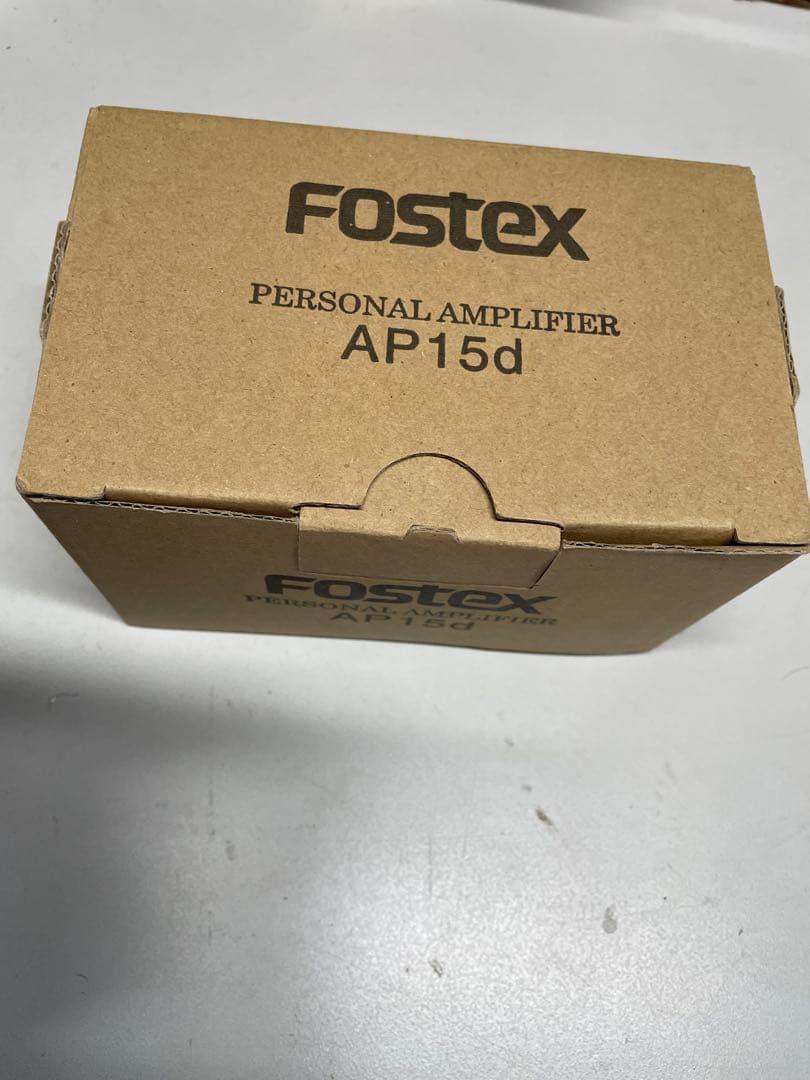 Fostex
PERSONAL AMPLIFIER
AP15d
Fostex
PERSONAL AMPLIFIER
AP15d